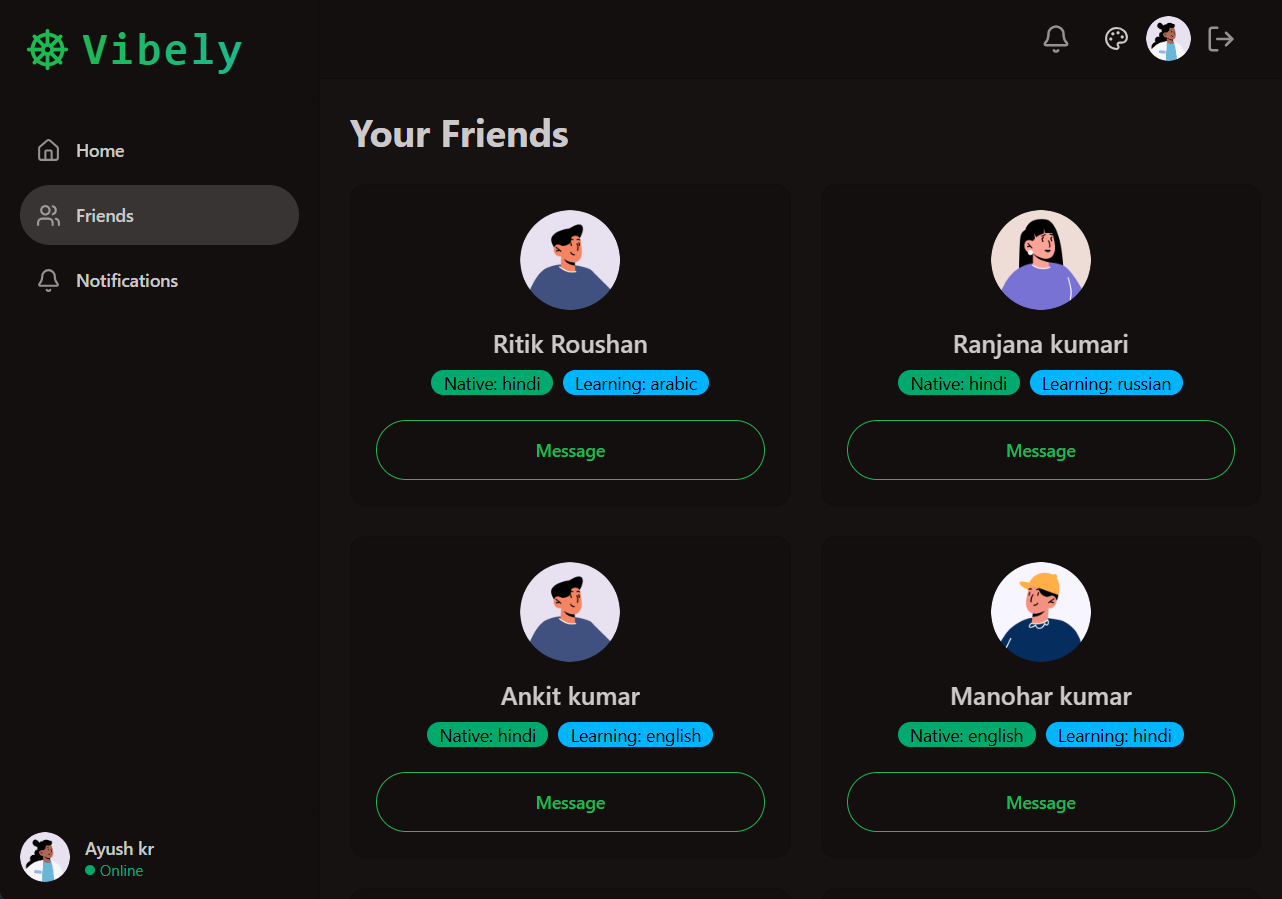 Vibely
Home
Friends
Notifications
Your Friends
Ritik Roushan
Native: hindi Learning: arabic
Message
Ranjana kumari
Native: hindi Learning: russian
Message
Ankit kumar
Native: hindi Learning: english
Message
Manohar kumar
Native: english Learning: hindi
Message
Ayush kr
Online